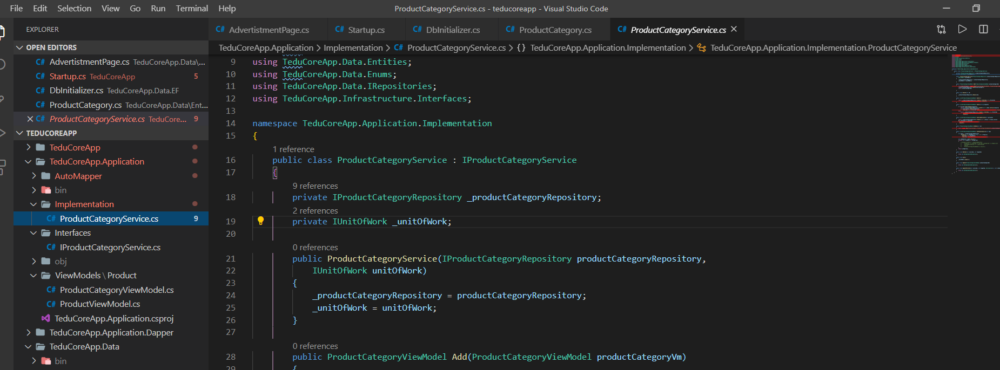 File Edit Selection View Go Run Terminal Help
ProductCategoryService.cs - teducoreapp - Visual Studio Code
EXPLORER
OPEN EDITORS
C# AdvertistmentPage.cs TeduCoreApp.Data\...
C# Startup.cs TeduCoreApp 5
C# DbInitializer.cs TeduCoreApp.Data.EF
C# ProductCategory.cs TeduCoreApp.Data\Ent...
C# ProductCategoryService.cs TeduCore... 9
TEDUCOREAPP
TeduCoreApp
TeduCoreApp.Application
AutoMapper
bin
Implementation
C# ProductCategoryService.cs 9
Interfaces
C# IProductCategoryService.cs
obj
ViewModels \ Product
C# ProductCategoryViewModel.cs
C# ProductViewModel.cs
TeduCoreApp.Application.csproj
TeduCoreApp.Application.Dapper
TeduCoreApp.Data
bin
C# AdvertistmentPage.cs C# Startup.cs C# DbInitializer.cs C# ProductCategory.cs C# ProductCategoryService.cs
TeduCoreApp.Application > Implementation > C# ProductCategoryService.cs > {} TeduCoreApp.Application.Implementation > TeduCoreApp.Application.Implementation.ProductCategoryService
9 using TeduCoreApp.Data.Entities;
10 using TeduCoreApp.Data.Enums;
11 using TeduCoreApp.Data.IRepositories;
12 using TeduCoreApp.Infrastructure.Interfaces;
13
14 namespace TeduCoreApp.Application.Implementation
15 {
1 reference
16 public class ProductCategoryService : IProductCategoryService
17 {
9 references
18 private IProductCategoryRepository _productCategoryRepository;
2 references
19 private IUnitOfWork _unitOfWork;
20
0 references
21 public ProductCategoryService(IProductCategoryRepository productCategoryRepository,
22 IUnitOfWork unitOfWork)
23 {
24 _productCategoryRepository = productCategoryRepository;
25 _unitOfWork = unitOfWork;
26 }
27
0 references
28 public ProductCategoryViewModel Add(ProductCategoryViewModel productCategoryVm)
29 {